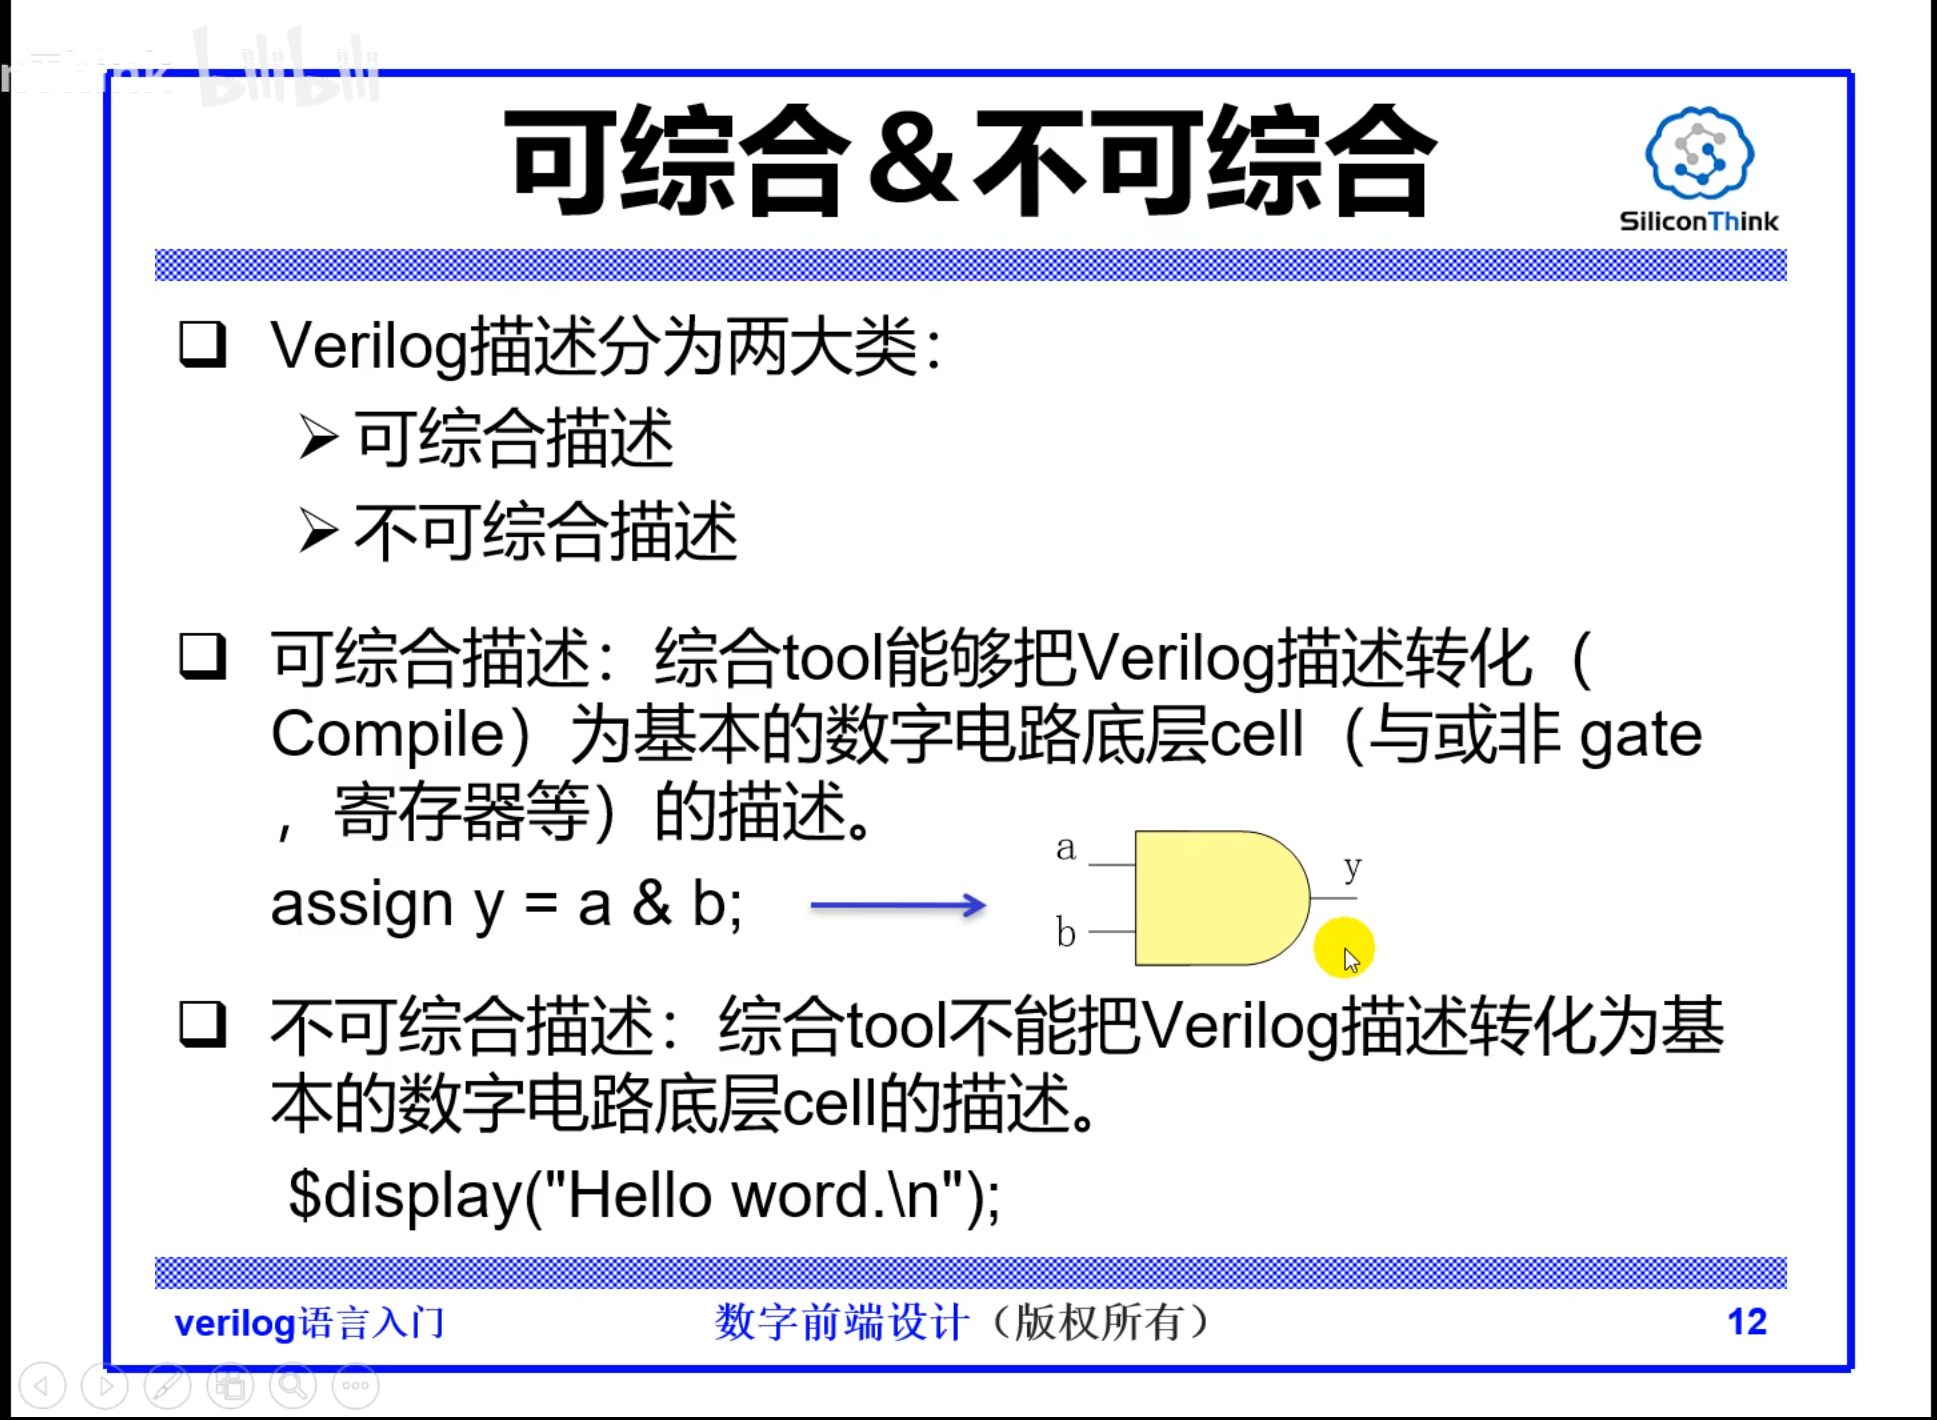 bilibili
可综合&不可综合
SiliconThink
Verilog描述分为两大类：
可综合描述
不可综合描述
可综合描述：综合tool能够把Verilog描述转化（
Compile）为基本的数字电路底层cell（与或非 gate
，寄存器等）的描述。
a
y
assign y = a & b;
b
不可综合描述：综合tool不能把Verilog描述转化为基
本的数字电路底层cell的描述。
$display("Hello word.\n");
verilog语言入门
数字前端设计（版权所有）
12